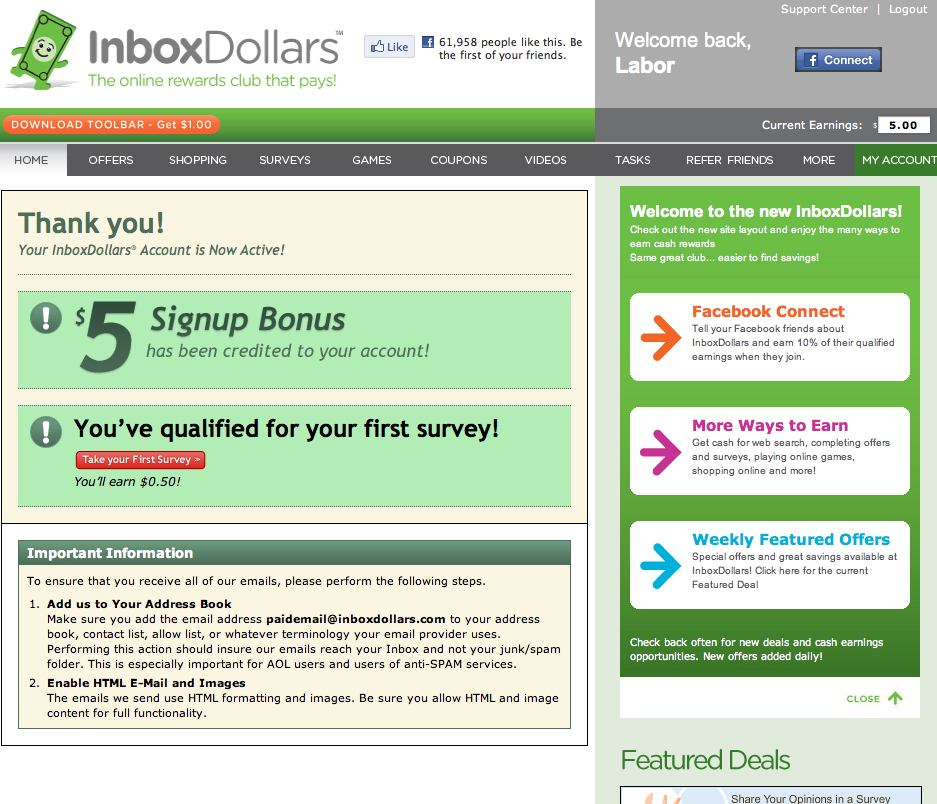 Support Center | Logout
InboxDollars™
The online rewards club that pays!
Like
61,958 people like this. Be
the first of your friends.
Welcome back,
Labor
f Connect
DOWNLOAD TOOLBAR - Get $1.00
Current Earnings: $ 5.00
HOME OFFERS SHOPPING SURVEYS GAMES COUPONS VIDEOS TASKS REFER FRIENDS MORE MY ACCOUNT
Thank you!
Your InboxDollars® Account is Now Active!
! $5 Signup Bonus
has been credited to your account!
! You've qualified for your first survey!
Take your First Survey >
You'll earn $0.50!
Important Information
To ensure that you receive all of our emails, please perform the following steps.
1. Add us to Your Address Book
Make sure you add the email address paidemail@inboxdollars.com to your address
book, contact list, allow list, or whatever terminology your email provider uses.
Performing this action should insure our emails reach your Inbox and not your junk/spam
folder. This is especially important for AOL users and users of anti-SPAM services.
2. Enable HTML E-Mail and Images
The emails we send use HTML formatting and images. Be sure you allow HTML and image
content for full functionality.
Welcome to the new InboxDollars!
Check out the new site layout and enjoy the many ways to
earn cash rewards
Same great club... easier to find savings!
Facebook Connect
Tell your Facebook friends about
InboxDollars and earn 10% of their qualified
earnings when they join.
More Ways to Earn
Get cash for web search, completing offers
and surveys, playing online games,
shopping online and more!
Weekly Featured Offers
Special offers and great savings available at
InboxDollars! Click here for the current
Featured Deal
Check back often for new deals and cash earnings
opportunities. New offers added daily!
CLOSE
Featured Deals
Share Your Opinions in a Survey